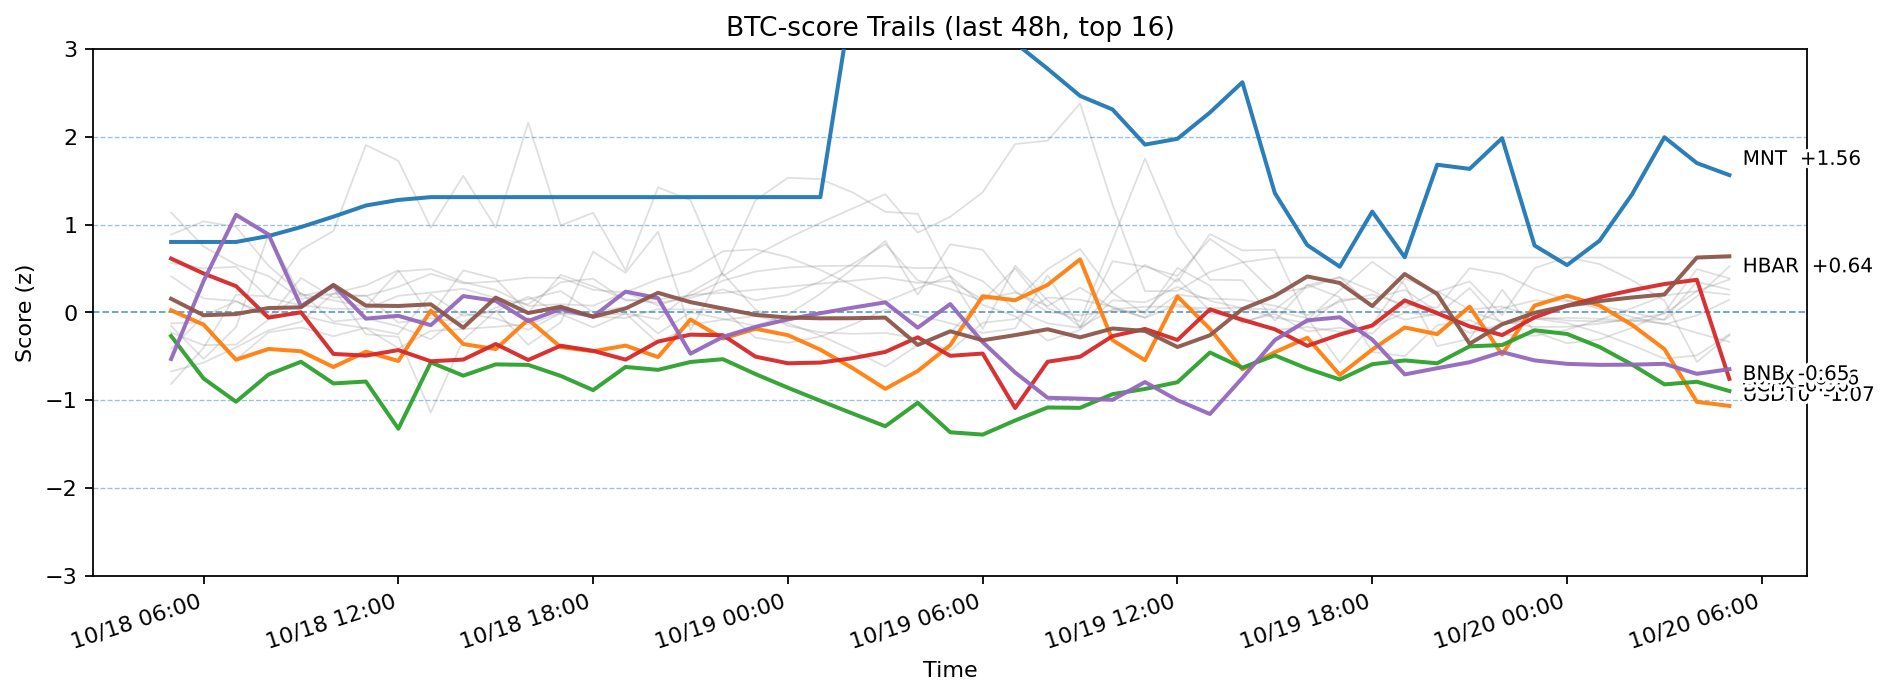 BTC-score Trails (last 48h, top 16)
3
2
1
0
−1
−2
−3
Score (z)
MNT +1.56
HBAR +0.64
BNB -0.65
-1.07
10/18 06:00
10/18 12:00
10/18 18:00
10/19 00:00
10/19 06:00
10/19 12:00
10/19 18:00
10/20 00:00
10/20 06:00
Time